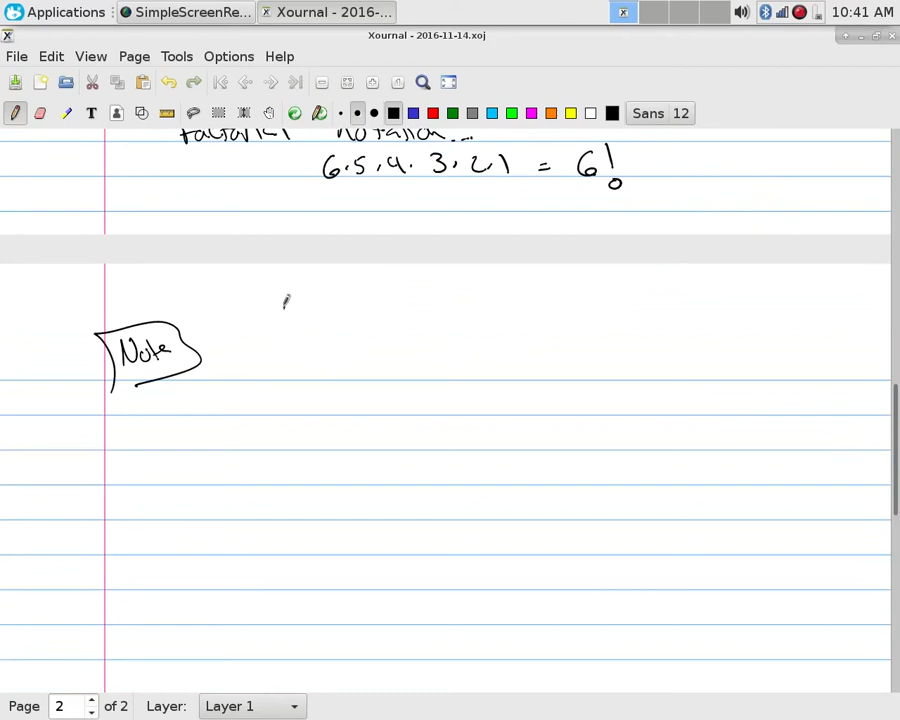 Applications SimpleScreenRe... Xournal - 2016-... 10:41 AM
Xournal - 2016-11-14.xoj
File Edit View Page Tools Options Help
T Sans 12
factorial notation...
6·5·4·3·2·1 = 6!
Note
Page 2 of 2 Layer: Layer 1